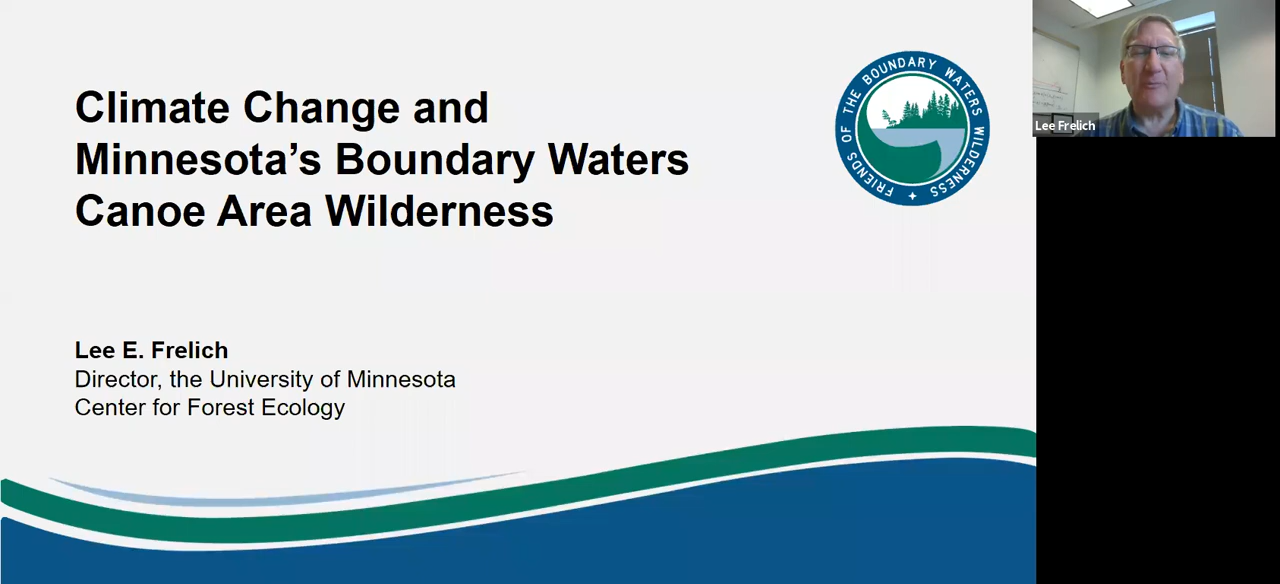 Climate Change and
Minnesota’s Boundary Waters
Canoe Area Wilderness
FRIENDS OF THE BOUNDARY WATERS WILDERNESS
Lee Frelich
Lee E. Frelich
Director, the University of Minnesota
Center for Forest Ecology